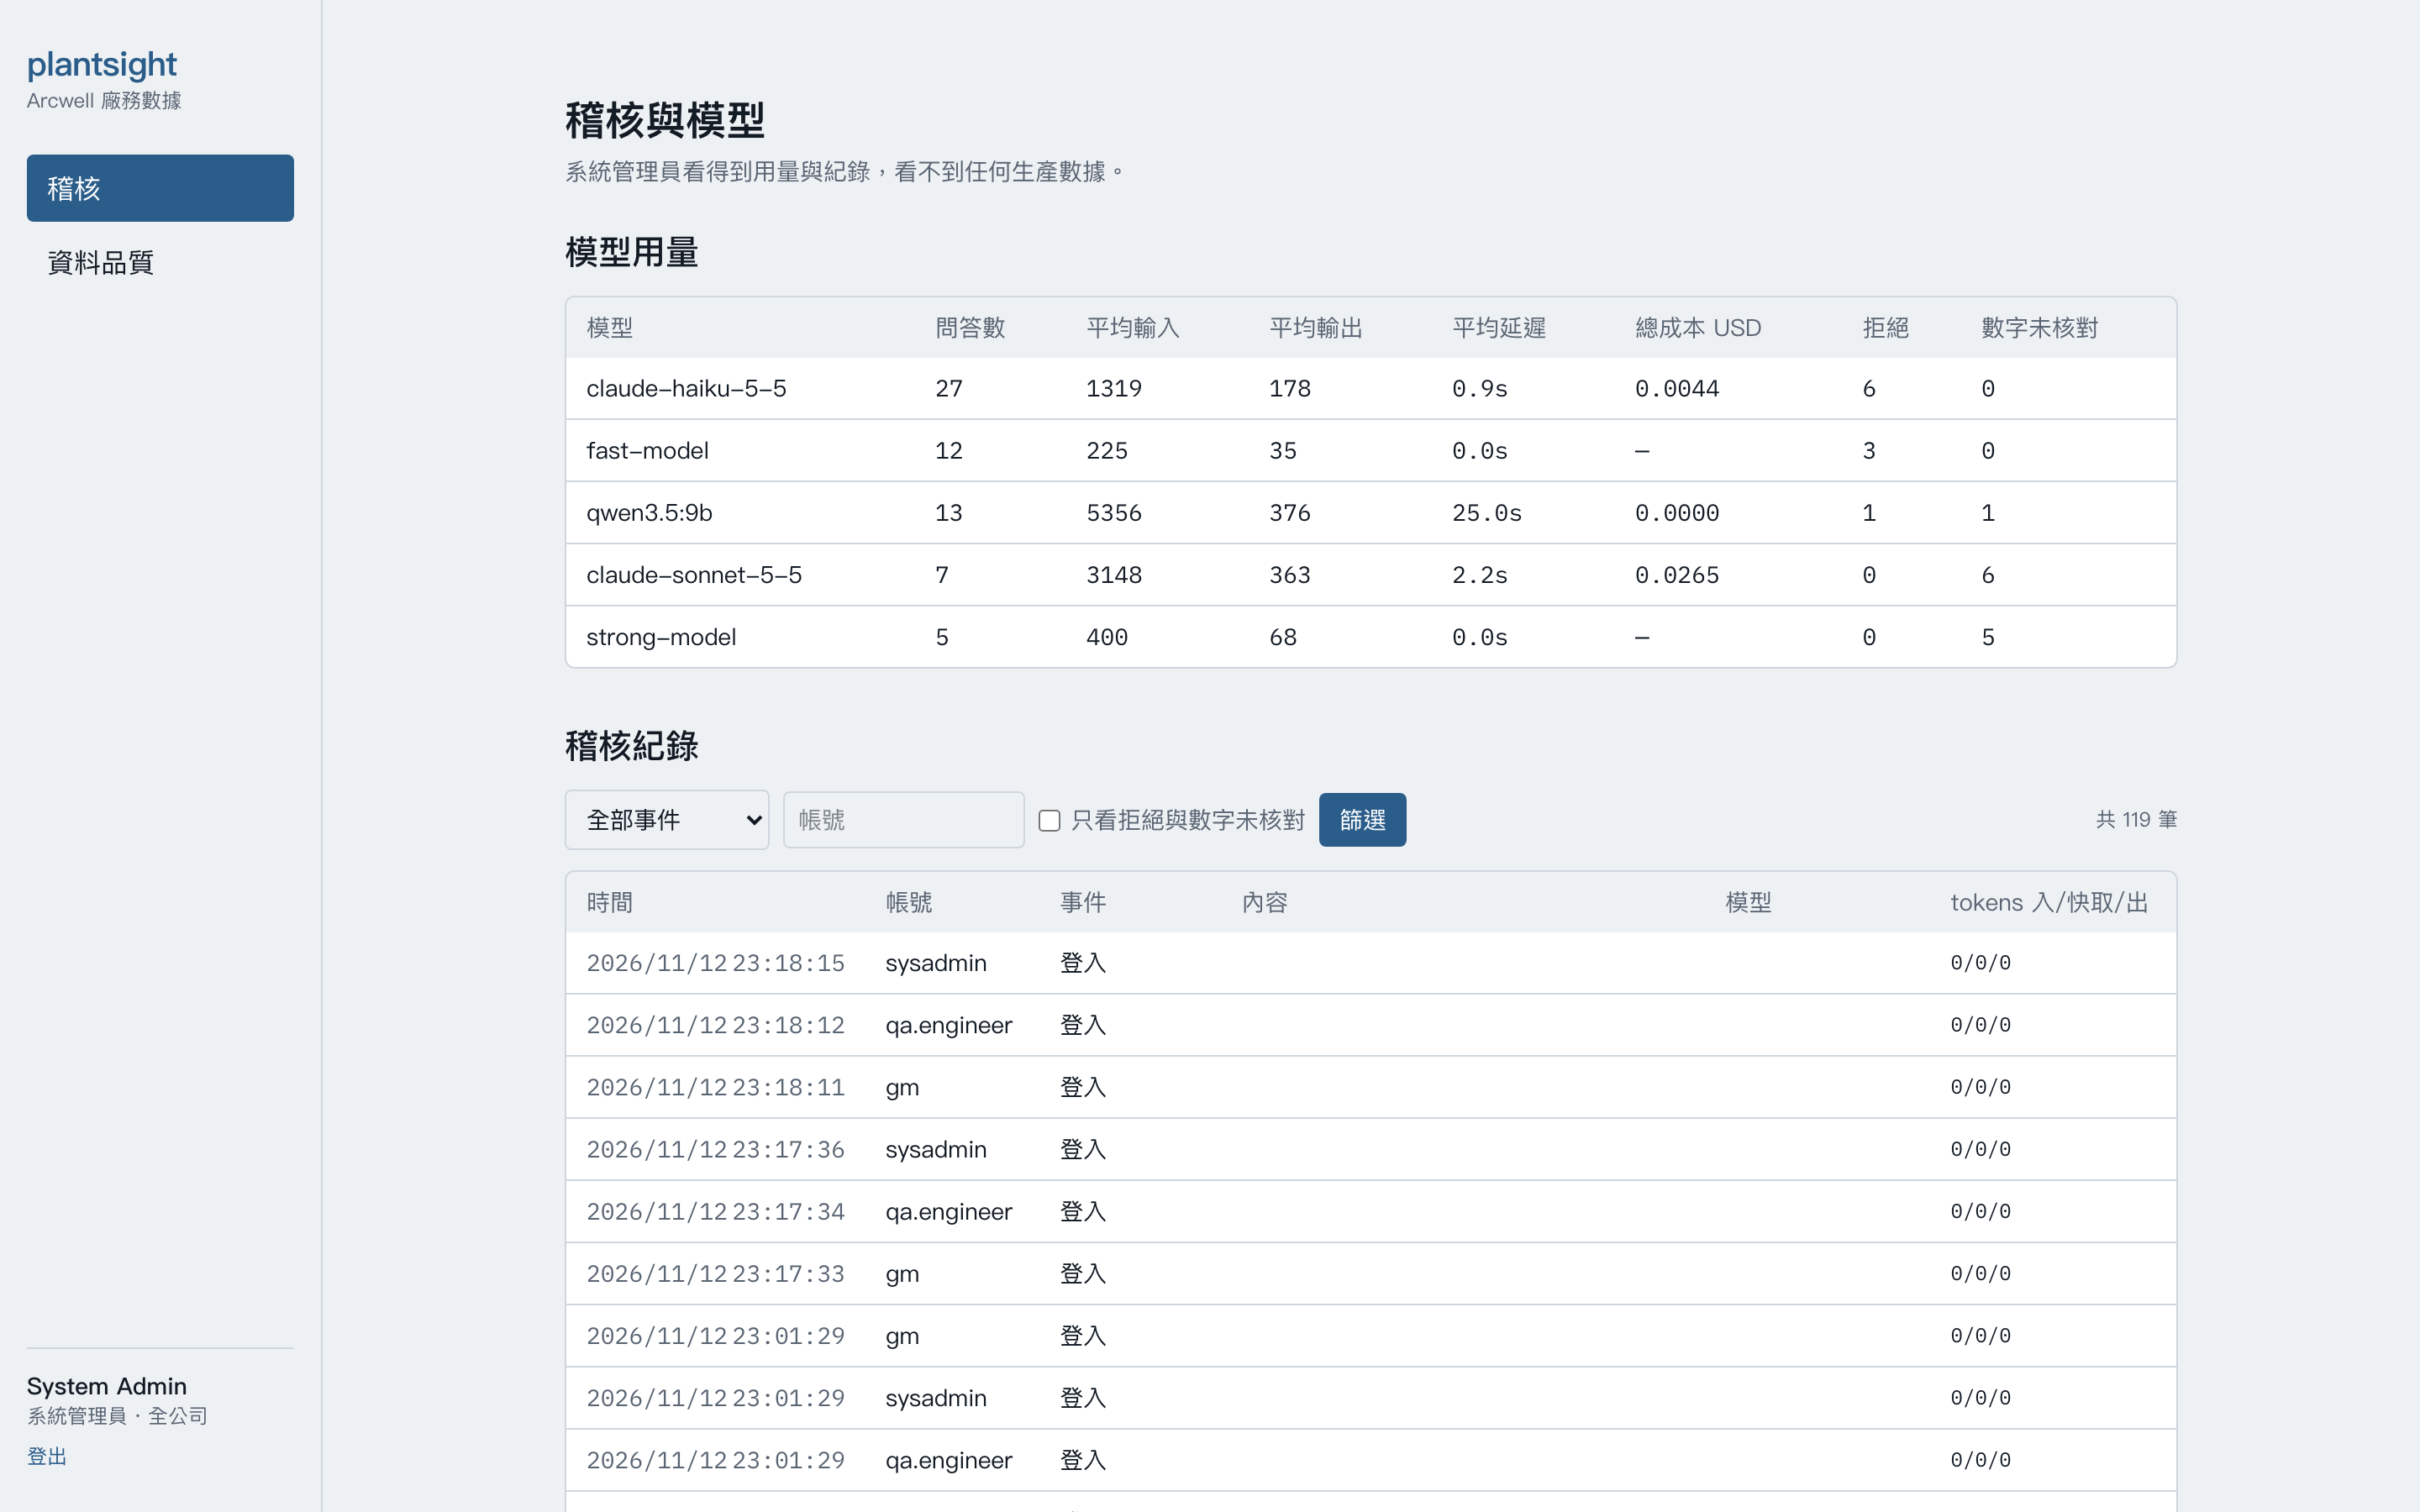 plantsight
Arcwell 廠務數據
稽核
資料品質
System Admin
系統管理員 · 全公司
登出
稽核與模型
系統管理員看得到用量與紀錄，看不到任何生產數據。
模型用量
模型 問答數 平均輸入 平均輸出 平均延遲 總成本 USD 拒絕 數字未核對
claude-haiku-5-5 27 1319 178 0.9s 0.0044 6 0
fast-model 12 225 35 0.0s — 3 0
qwen3.5:9b 13 5356 376 25.0s 0.0000 1 1
claude-sonnet-5-5 7 3148 363 2.2s 0.0265 0 6
strong-model 5 400 68 0.0s — 0 5
稽核紀錄
全部事件 帳號 只看拒絕與數字未核對 篩選 共 119 筆
時間 帳號 事件 內容 模型 tokens 入/快取/出
2026/11/12 23:18:15 sysadmin 登入 0/0/0
2026/11/12 23:18:12 qa.engineer 登入 0/0/0
2026/11/12 23:18:11 gm 登入 0/0/0
2026/11/12 23:17:36 sysadmin 登入 0/0/0
2026/11/12 23:17:34 qa.engineer 登入 0/0/0
2026/11/12 23:17:33 gm 登入 0/0/0
2026/11/12 23:01:29 gm 登入 0/0/0
2026/11/12 23:01:29 sysadmin 登入 0/0/0
2026/11/12 23:01:29 qa.engineer 登入 0/0/0